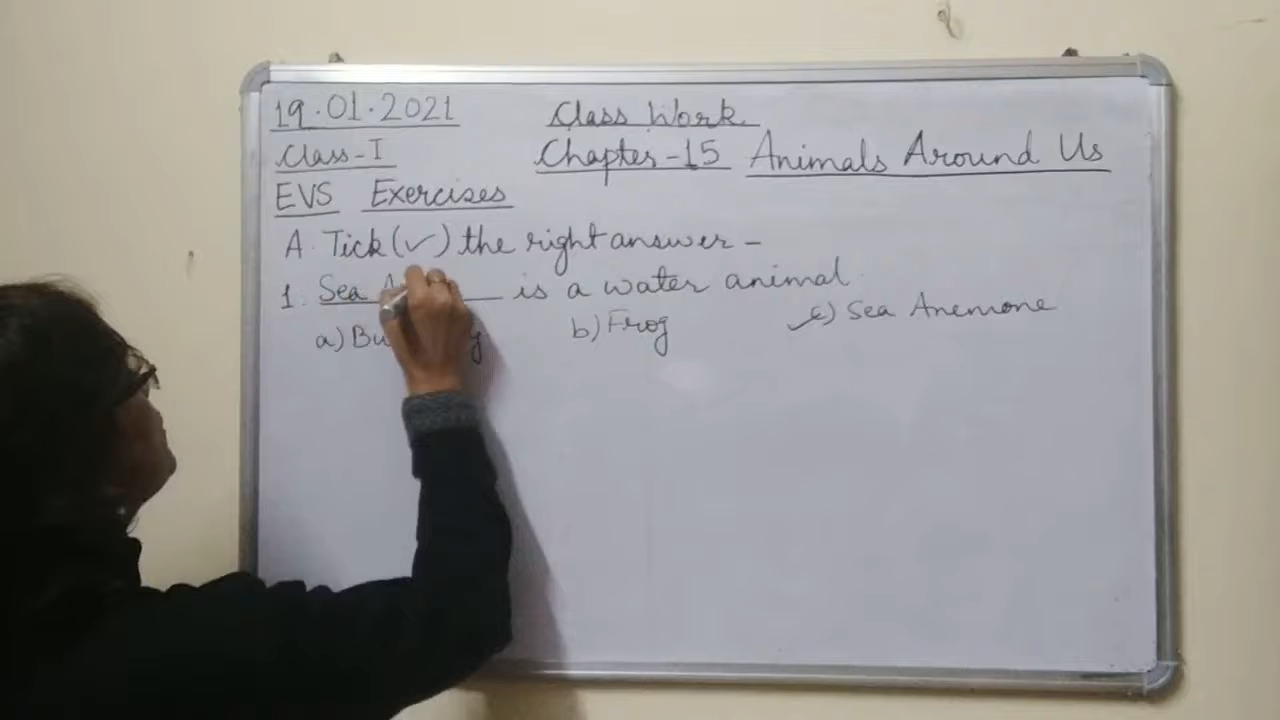 19.01.2021 Class Work
Class-I Chapter-15 Animals Around Us
EVS Exercises
A. Tick (✓) the right answer -
1. Sea is a water animal.
a) b) Frog ✓c) Sea Anemone